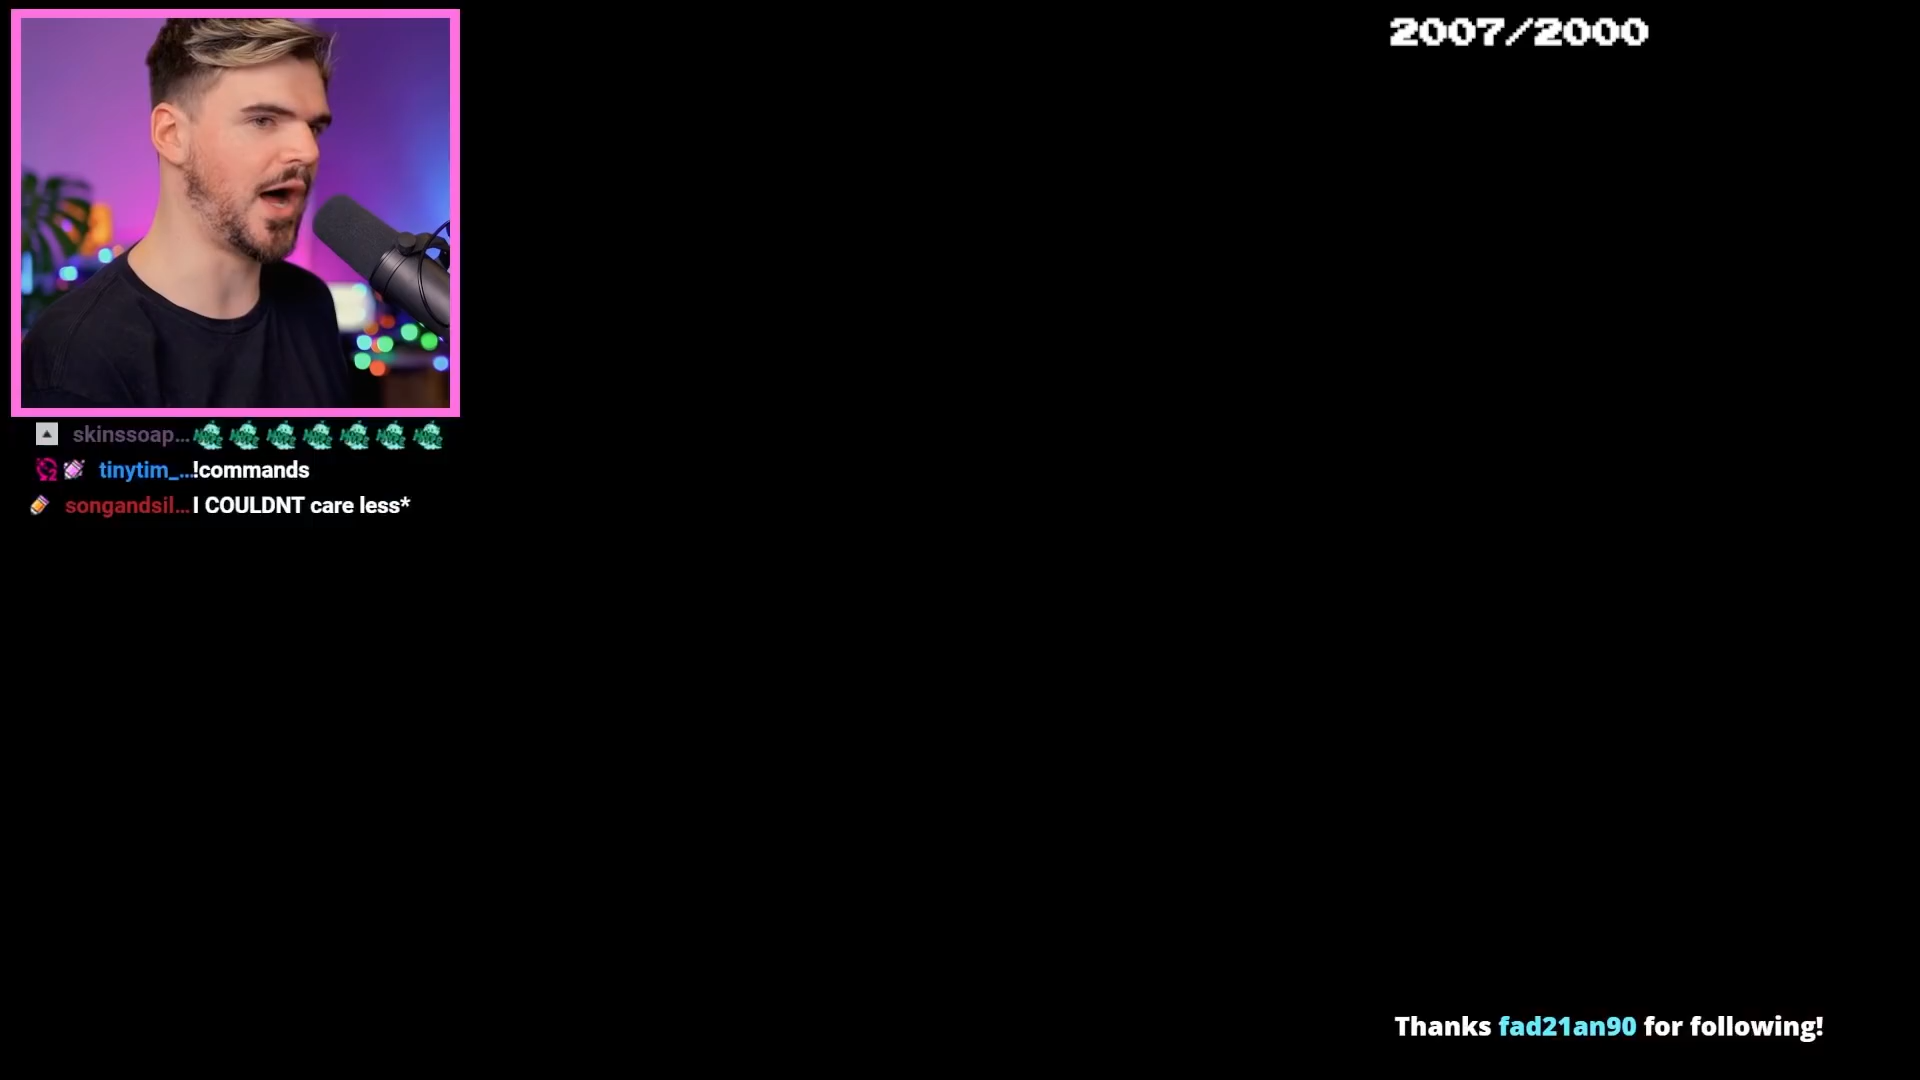 2007/2000
skinssoap...
tinytim_...!commands
songandsil...I COULDNT care less*
Thanks fad21an90 for following!